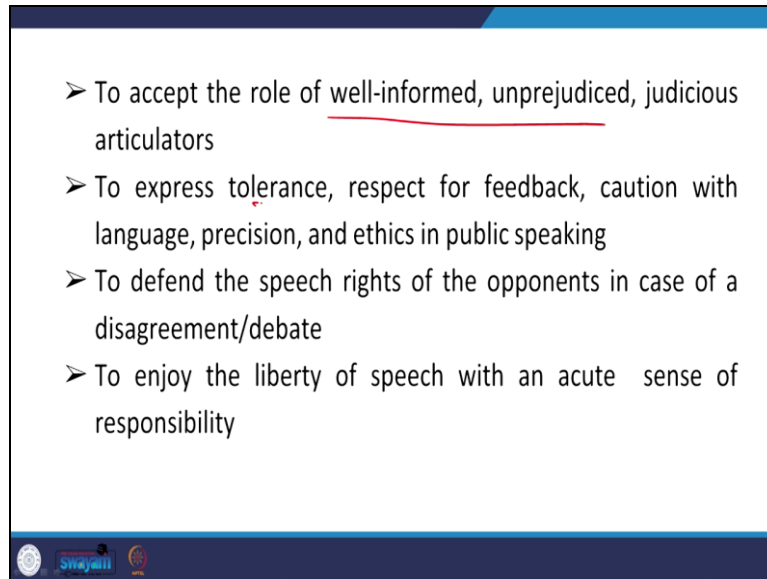 ➢ To accept the role of well-informed, unprejudiced, judicious
articulators
➢ To express tolerance, respect for feedback, caution with
language, precision, and ethics in public speaking
➢ To defend the speech rights of the opponents in case of a
disagreement/debate
➢ To enjoy the liberty of speech with an acute sense of
responsibility
swayam